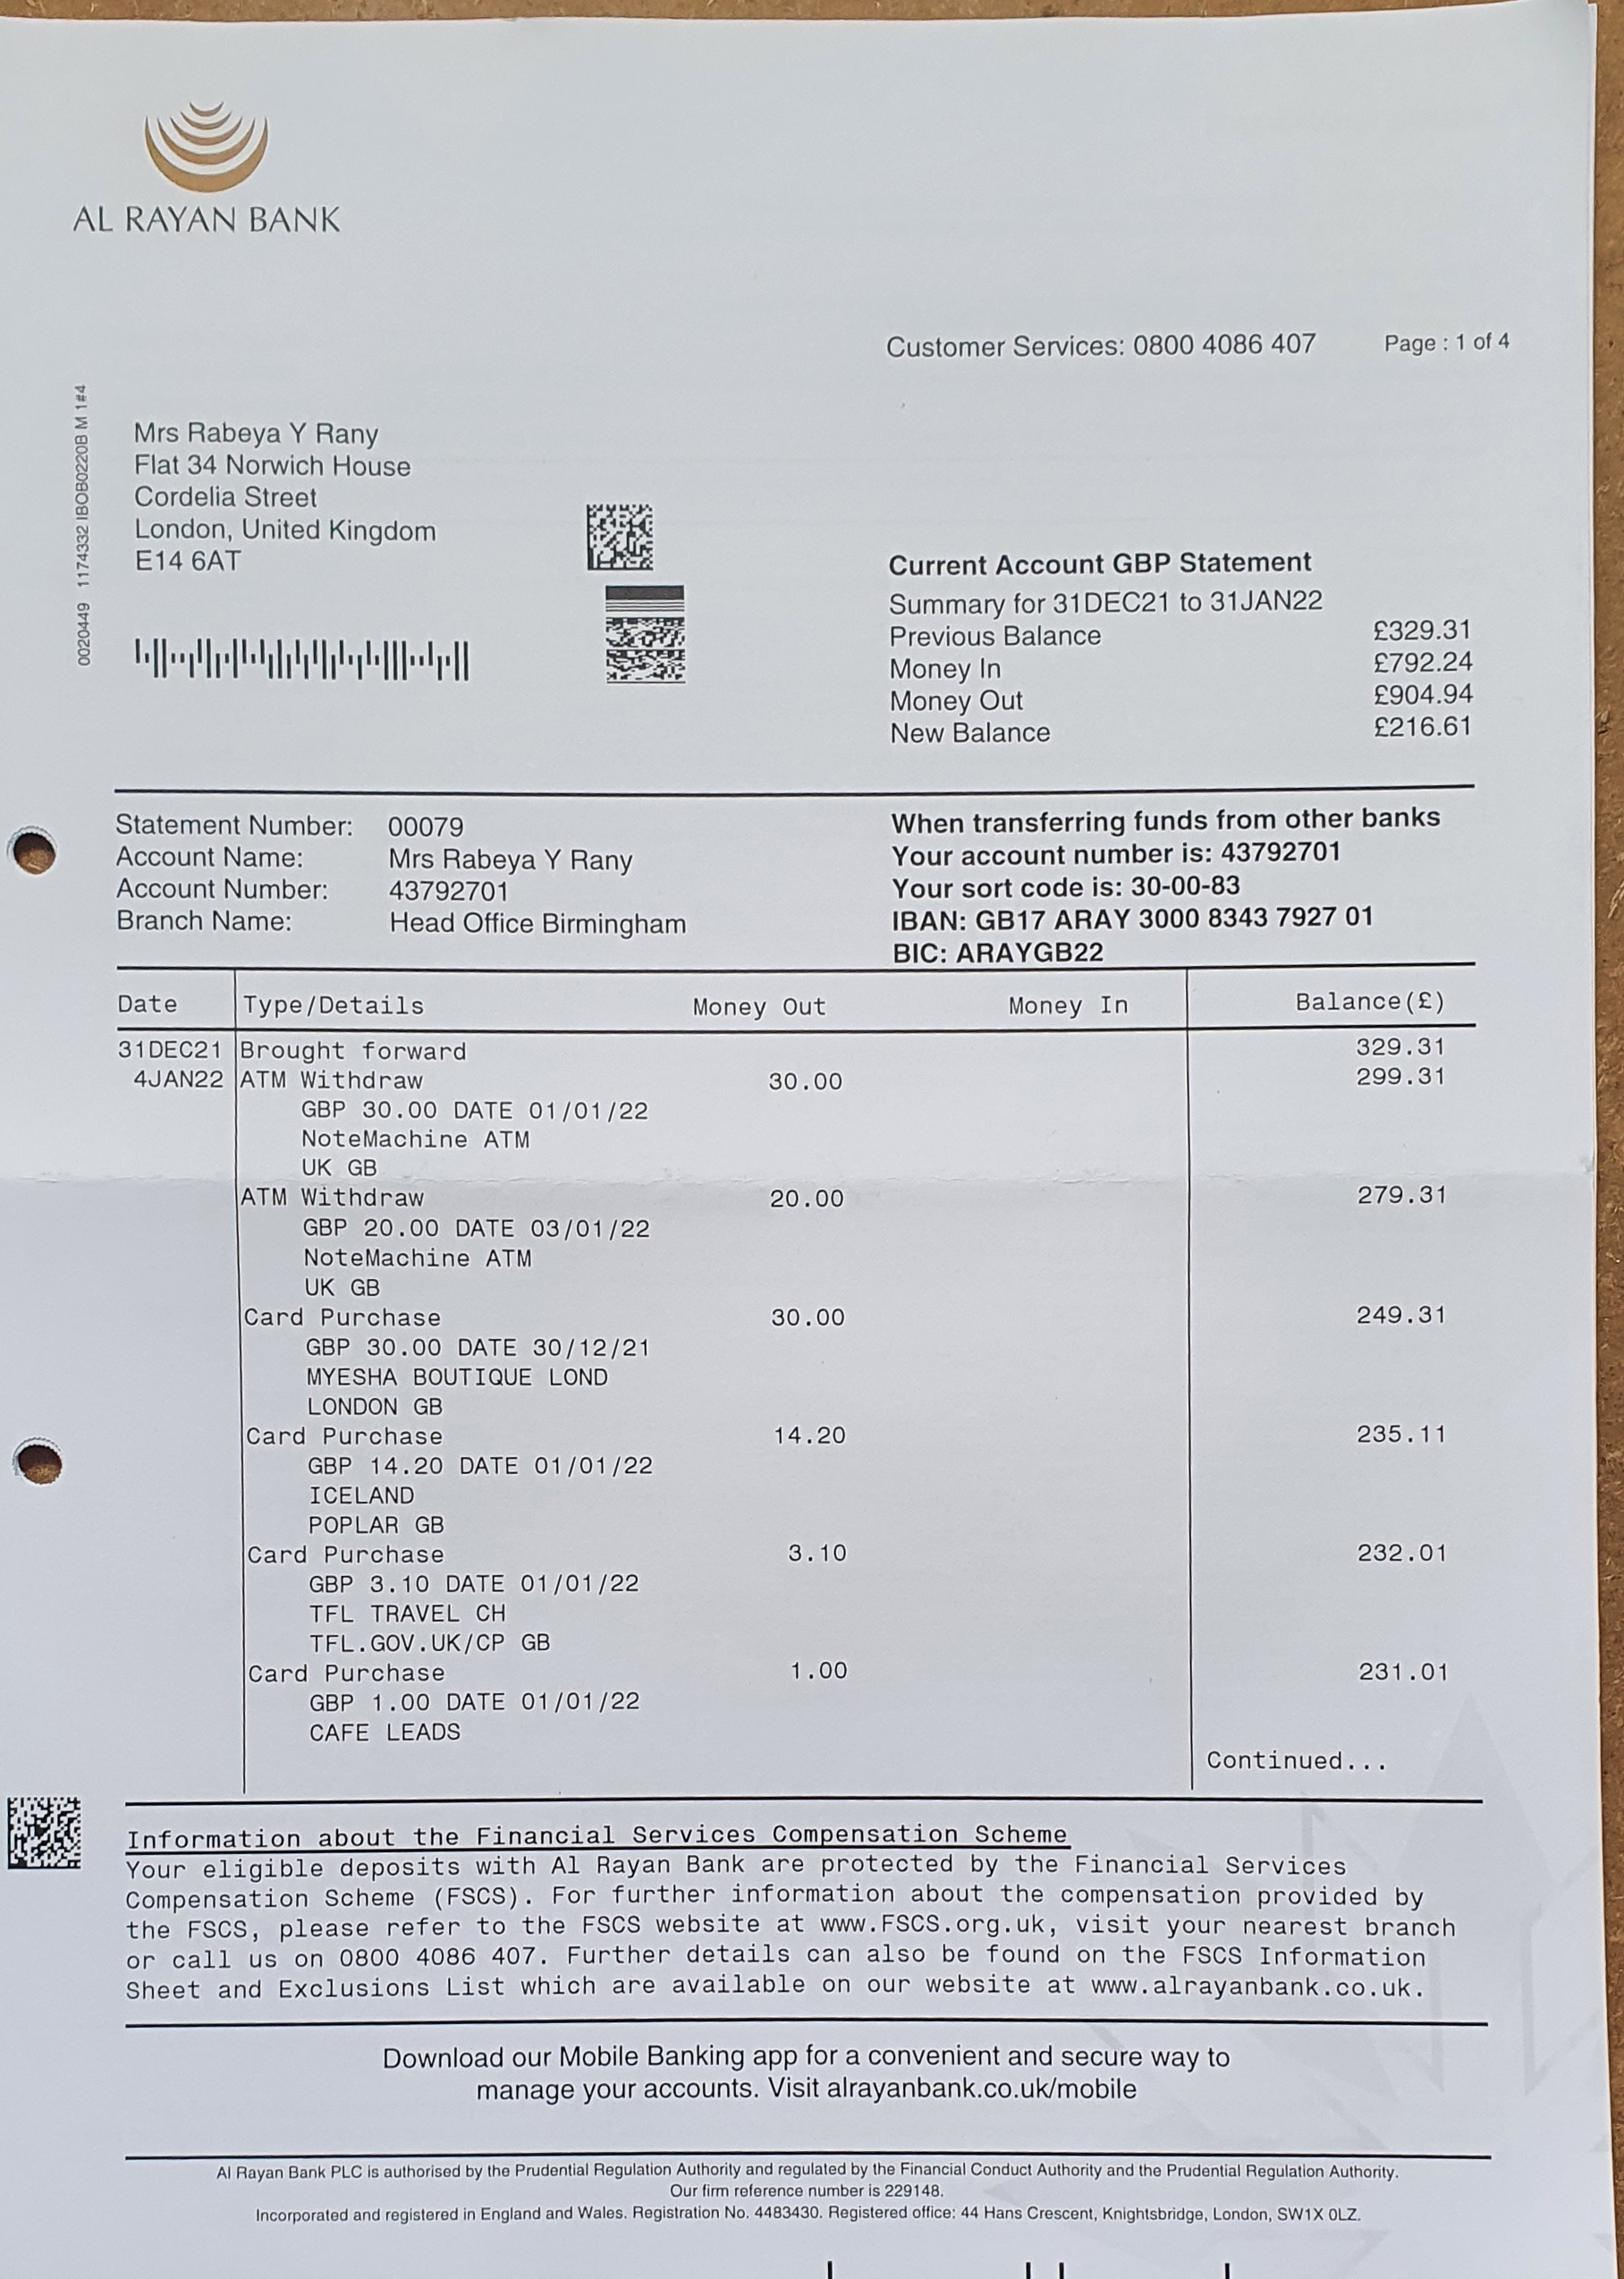 AL RAYAN BANK
Customer Services: 0800 4086 407 Page : 1 of 4
0020449 1174332 IBOB0220B M 1#4
Mrs Rabeya Y Rany
Flat 34 Norwich House
Cordelia Street
London, United Kingdom
E14 6AT
Current Account GBP Statement
Summary for 31DEC21 to 31JAN22
Previous Balance £329.31
Money In £792.24
Money Out £904.94
New Balance £216.61
Statement Number: 00079
Account Name: Mrs Rabeya Y Rany
Account Number: 43792701
Branch Name: Head Office Birmingham
When transferring funds from other banks
Your account number is: 43792701
Your sort code is: 30-00-83
IBAN: GB17 ARAY 3000 8343 7927 01
BIC: ARAYGB22
Date Type/Details Money Out Money In Balance(£)
31DEC21 Brought forward 329.31
4JAN22 ATM Withdraw 30.00 299.31
GBP 30.00 DATE 01/01/22
NoteMachine ATM
UK GB
ATM Withdraw 20.00 279.31
GBP 20.00 DATE 03/01/22
NoteMachine ATM
UK GB
Card Purchase 30.00 249.31
GBP 30.00 DATE 30/12/21
MYESHA BOUTIQUE LOND
LONDON GB
Card Purchase 14.20 235.11
GBP 14.20 DATE 01/01/22
ICELAND
POPLAR GB
Card Purchase 3.10 232.01
GBP 3.10 DATE 01/01/22
TFL TRAVEL CH
TFL.GOV.UK/CP GB
Card Purchase 1.00 231.01
GBP 1.00 DATE 01/01/22
CAFE LEADS
Continued...
Information about the Financial Services Compensation Scheme
Your eligible deposits with Al Rayan Bank are protected by the Financial Services
Compensation Scheme (FSCS). For further information about the compensation provided by
the FSCS, please refer to the FSCS website at www.FSCS.org.uk, visit your nearest branch
or call us on 0800 4086 407. Further details can also be found on the FSCS Information
Sheet and Exclusions List which are available on our website at www.alrayanbank.co.uk.
Download our Mobile Banking app for a convenient and secure way to
manage your accounts. Visit alrayanbank.co.uk/mobile
Al Rayan Bank PLC is authorised by the Prudential Regulation Authority and regulated by the Financial Conduct Authority and the Prudential Regulation Authority.
Our firm reference number is 229148.
Incorporated and registered in England and Wales. Registration No. 4483430. Registered office: 44 Hans Crescent, Knightsbridge, London, SW1X 0LZ.